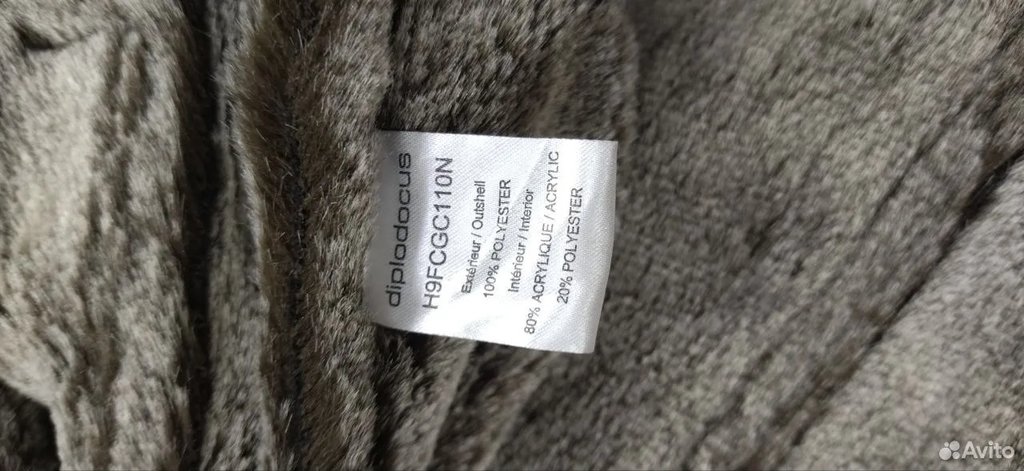 diplodocus
H9FCGC110N
Extérieur / Outshell
100% POLYESTER
Intérieur / Interior
80% ACRYLIQUE / ACRYLIC
20% POLYESTER
Avito